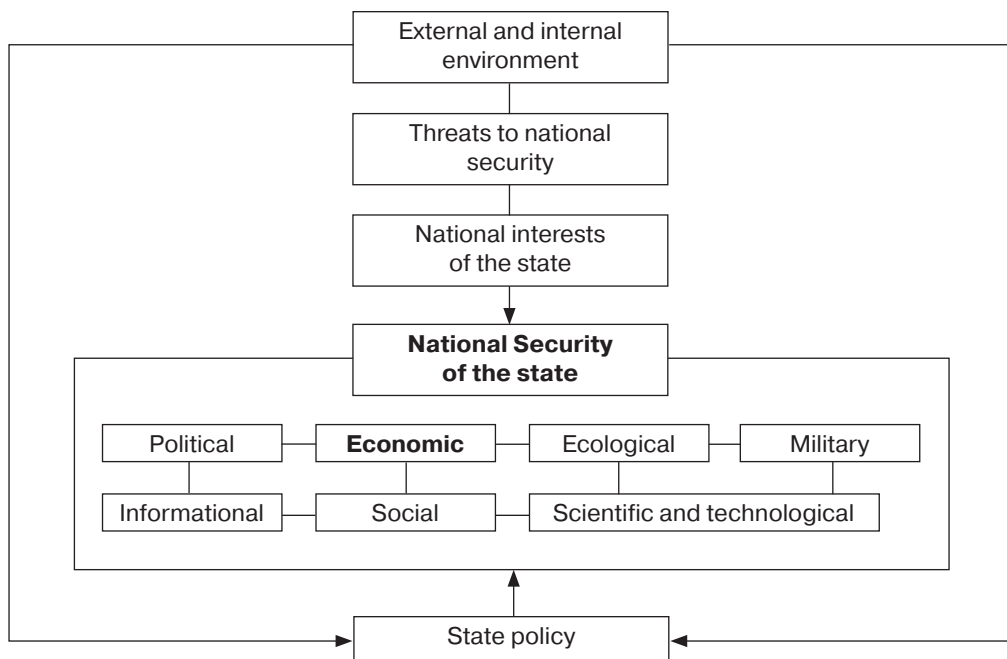 External and internal
environment
Threats to national
security
National interests
of the state
National Security
of the state
Political
Economic
Ecological
Military
Informational
Social
Scientific and technological
State policy